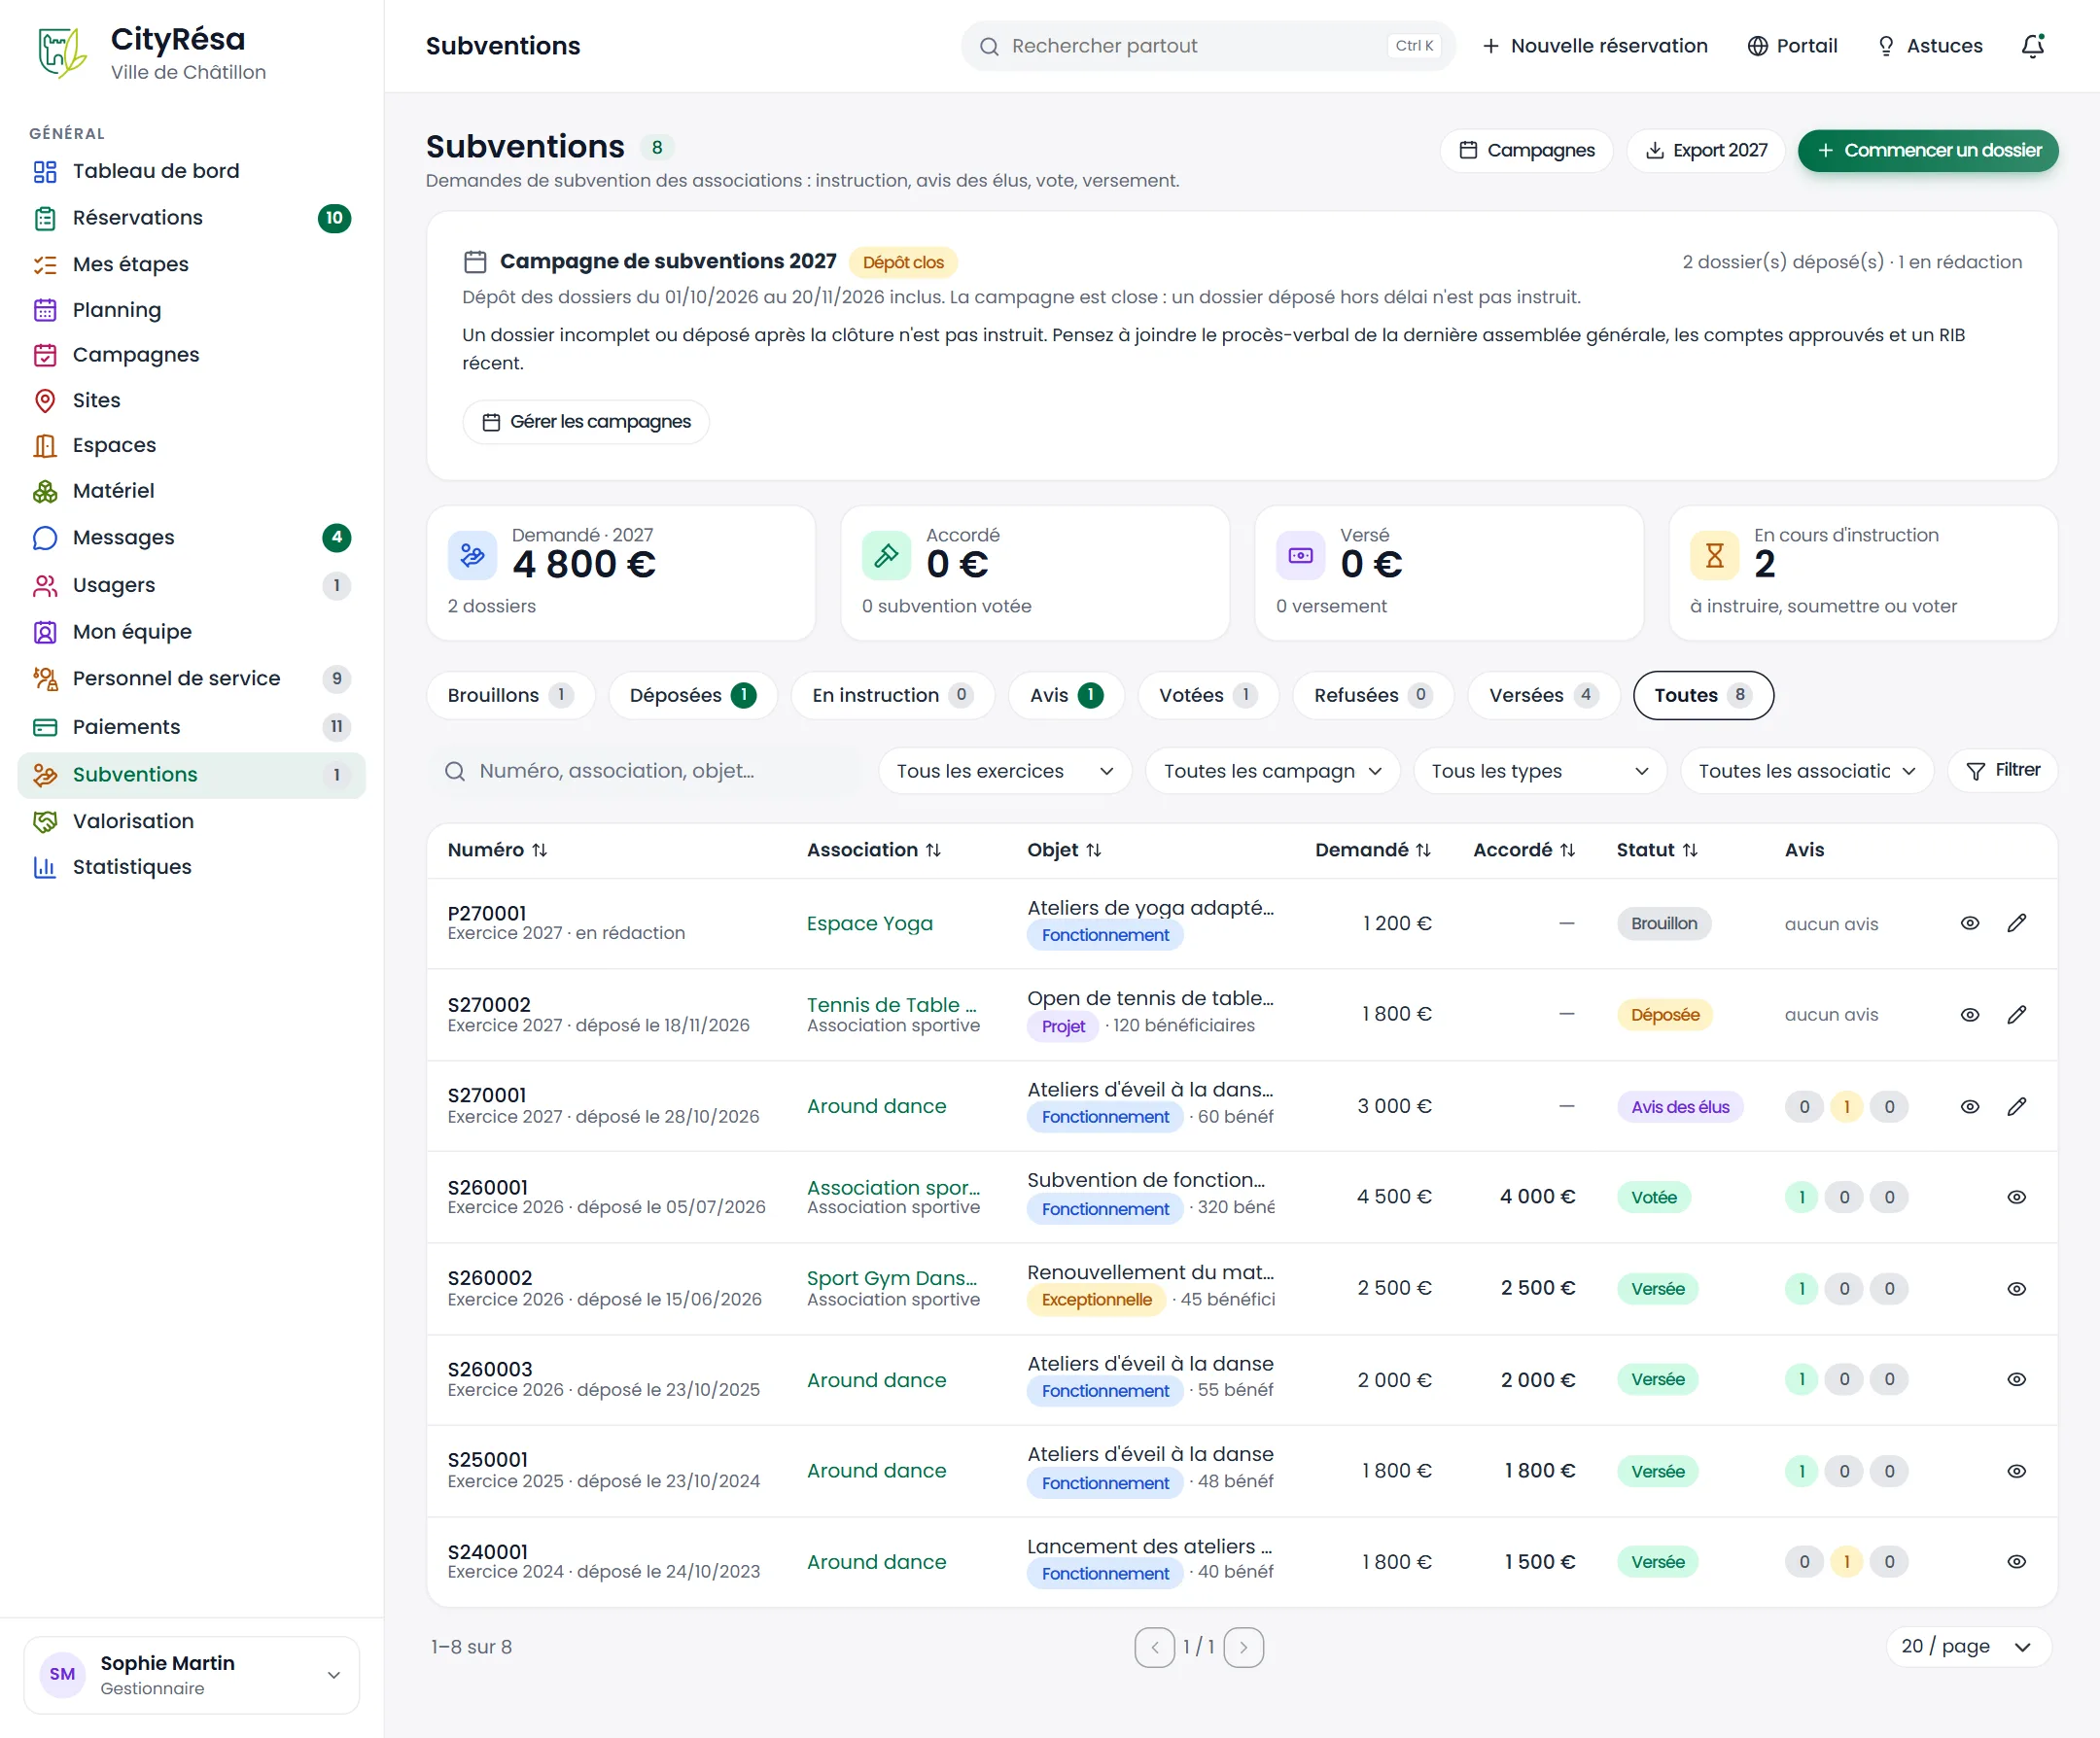 CityRésa
Ville de Châtillon
GÉNÉRAL
Tableau de bord
Réservations 10
Mes étapes
Planning
Campagnes
Sites
Espaces
Matériel
Messages 4
Usagers 1
Mon équipe
Personnel de service 9
Paiements 11
Subventions 1
Valorisation
Statistiques
SM
Sophie Martin
Gestionnaire
Subventions
Rechercher partout Ctrl K
Nouvelle réservation
Portail
Astuces
Subventions 8
Demandes de subvention des associations : instruction, avis des élus, vote, versement.
Campagnes
Export 2027
Commencer un dossier
Campagne de subventions 2027 Dépôt clos
2 dossier(s) déposé(s) · 1 en rédaction
Dépôt des dossiers du 01/10/2026 au 20/11/2026 inclus. La campagne est close : un dossier déposé hors délai n'est pas instruit.
Un dossier incomplet ou déposé après la clôture n'est pas instruit. Pensez à joindre le procès-verbal de la dernière assemblée générale, les comptes approuvés et un RIB
récent.
Gérer les campagnes
Demandé · 2027
4 800 €
2 dossiers
Accordé
0 €
0 subvention votée
Versé
0 €
0 versement
En cours d'instruction
2
à instruire, soumettre ou voter
Brouillons 1
Déposées 1
En instruction 0
Avis 1
Votées 1
Refusées 0
Versées 4
Toutes 8
Numéro, association, objet...
Tous les exercices
Toutes les campagn
Tous les types
Toutes les associatic
Filtrer
Numéro Association Objet Demandé Accordé Statut Avis
P270001
Exercice 2027 · en rédaction
Espace Yoga
Ateliers de yoga adapté...
Fonctionnement
1 200 € — Brouillon aucun avis
S270002
Exercice 2027 · déposé le 18/11/2026
Tennis de Table ...
Association sportive
Open de tennis de table...
Projet · 120 bénéficiaires
1 800 € — Déposée aucun avis
S270001
Exercice 2027 · déposé le 28/10/2026
Around dance
Ateliers d'éveil à la dans...
Fonctionnement · 60 bénéf
3 000 € — Avis des élus 0 1 0
S260001
Exercice 2026 · déposé le 05/07/2026
Association spor...
Association sportive
Subvention de fonction...
Fonctionnement · 320 béné
4 500 € 4 000 € Votée 1 0 0
S260002
Exercice 2026 · déposé le 15/06/2026
Sport Gym Dans...
Association sportive
Renouvellement du mat...
Exceptionnelle · 45 bénéfici
2 500 € 2 500 € Versée 1 0 0
S260003
Exercice 2026 · déposé le 23/10/2025
Around dance
Ateliers d'éveil à la danse
Fonctionnement · 55 bénéf
2 000 € 2 000 € Versée 1 0 0
S250001
Exercice 2025 · déposé le 23/10/2024
Around dance
Ateliers d'éveil à la danse
Fonctionnement · 48 bénéf
1 800 € 1 800 € Versée 1 0 0
S240001
Exercice 2024 · déposé le 24/10/2023
Around dance
Lancement des ateliers ...
Fonctionnement · 40 bénéf
1 800 € 1 500 € Versée 0 1 0
1–8 sur 8
1 / 1
20 / page